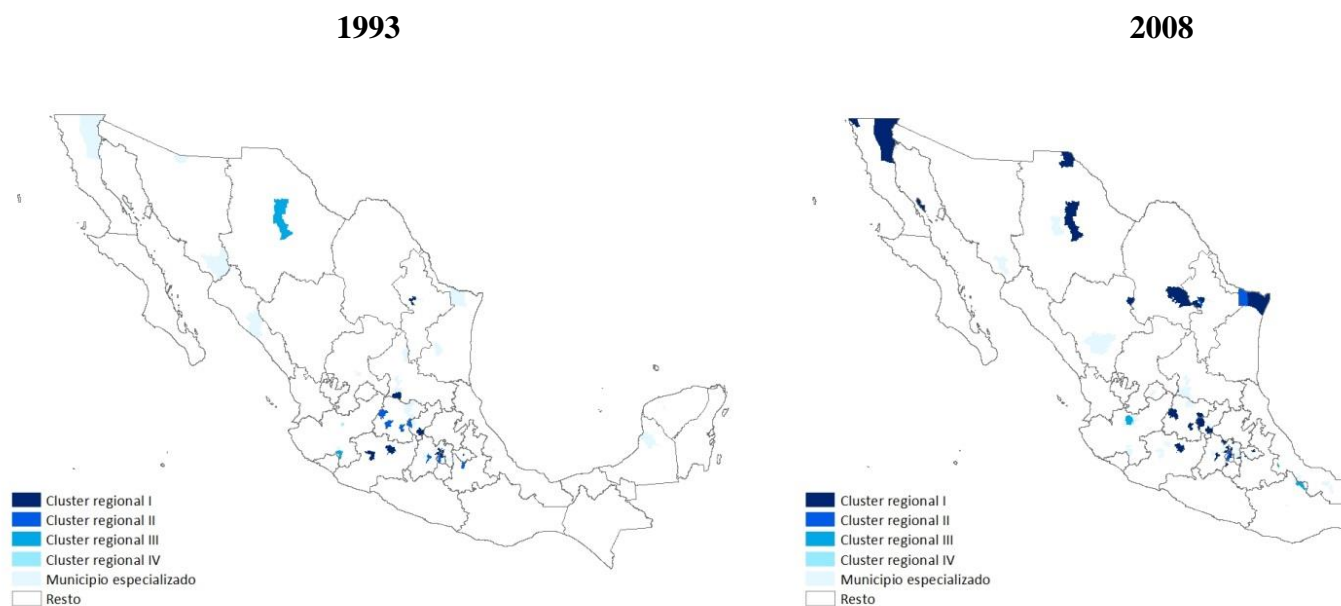 1993
2008
Cluster regional I
Cluster regional II
Cluster regional III
Cluster regional IV
Municipio especializado
Resto
Cluster regional I
Cluster regional II
Cluster regional III
Cluster regional IV
Municipio especializado
Resto